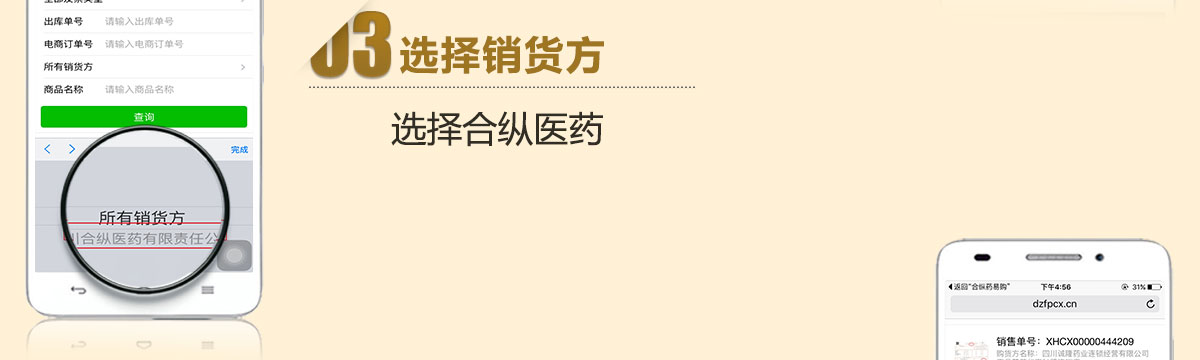 出库单号 请输入出库单号
电商订单号 请输入电商订单号
所有销货方
商品名称 请输入商品名称
查询
完成
所有销货方
川合纵医药有限责任公
03 选择销货方
选择合纵医药
返回"合纵药易购" 下午4:56 31%
dzfpcx.cn
销售单号：XHCX00000444209
购货方名称：四川诚隆药业连锁经营有限公司